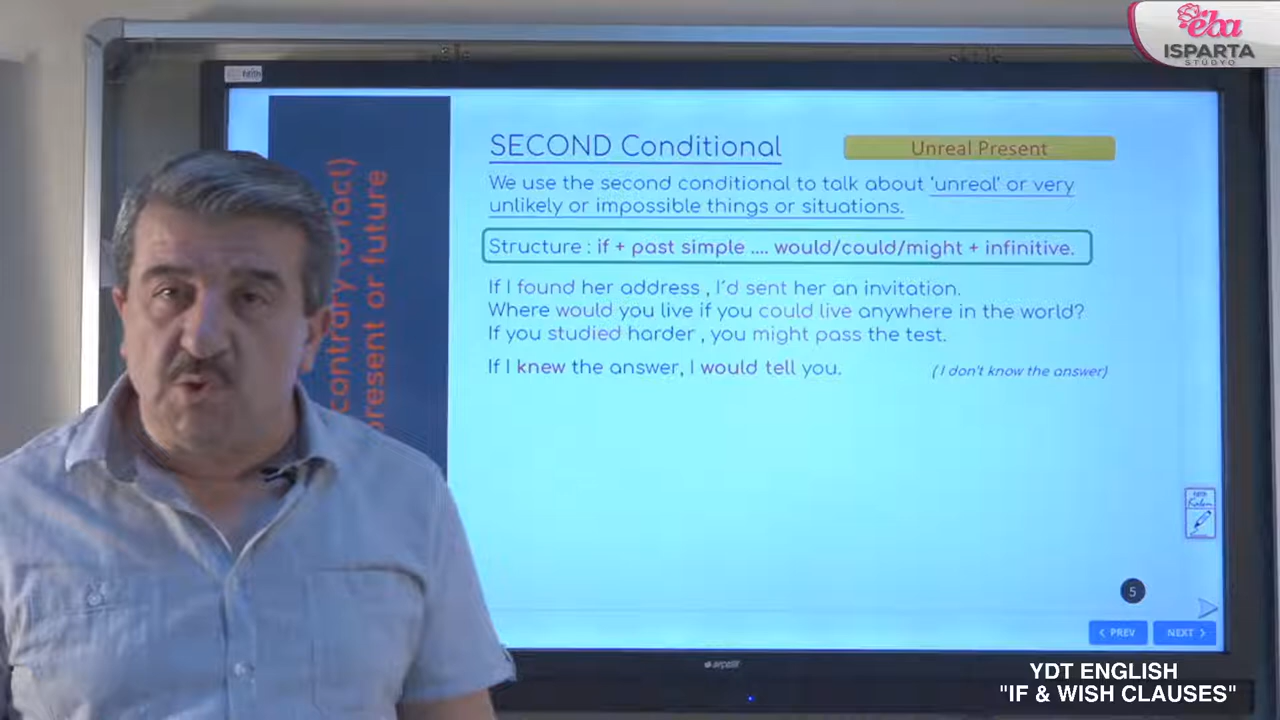 eba
ISPARTA
STÜDYO
fatih
contrary to fact)
present or future
SECOND Conditional
Unreal Present
We use the second conditional to talk about 'unreal' or very
unlikely or impossible things or situations.
Structure : if + past simple .... would/could/might + infinitive.
If I found her address , I'd sent her an invitation.
Where would you live if you could live anywhere in the world?
If you studied harder , you might pass the test.
If I knew the answer, I would tell you.
( I don't know the answer)
fatih
Kalem
5
< PREV
NEXT >
arçelik
YDT ENGLISH
"IF & WISH CLAUSES"